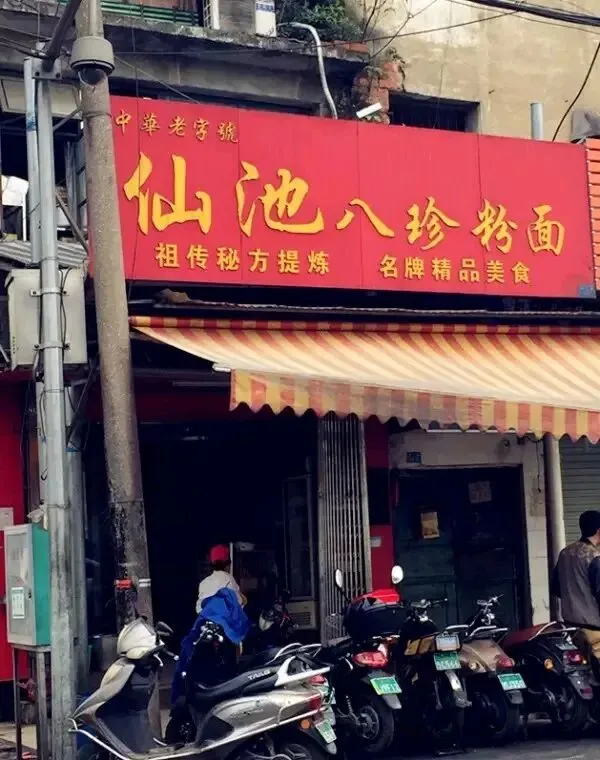 中華老字號
仙池八珍粉面
祖传秘方提炼 名牌精品美食